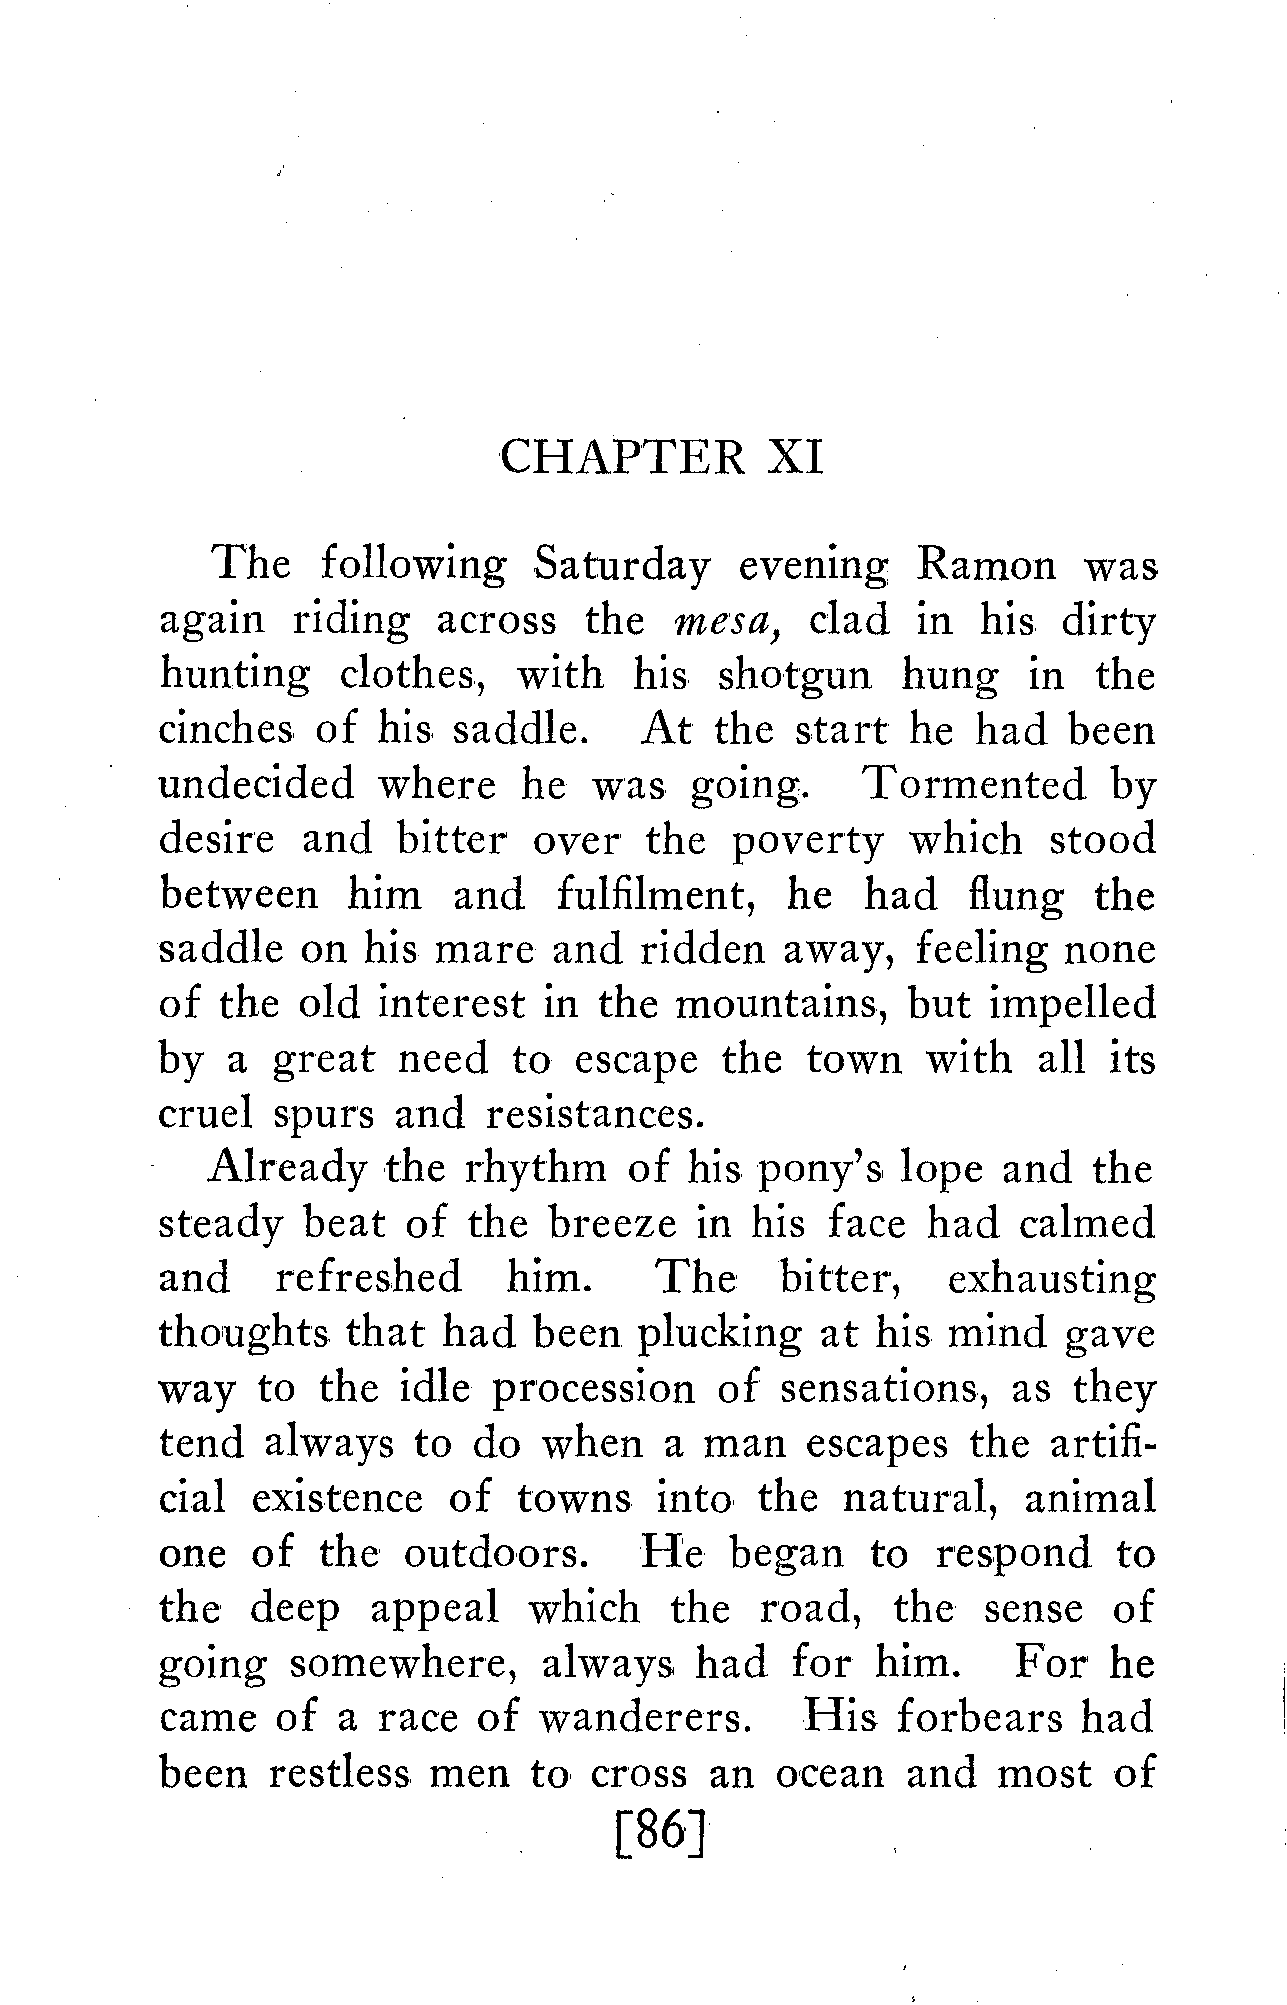 CHAPTER XI
The following Saturday evening Ramon was
again riding across the mesa, clad in his dirty
hunting clothes, with his shotgun hung in the
cinches of his saddle. At the start he had been
undecided where he was going. Tormented by
desire and bitter over the poverty which stood
between him and fulfilment, he had flung the
saddle on his mare and ridden away, feeling none
of the old interest in the mountains, but impelled
by a great need to escape the town with all its
cruel spurs and resistances.
Already the rhythm of his pony's lope and the
steady beat of the breeze in his face had calmed
and refreshed him. The bitter, exhausting
thoughts that had been plucking at his mind gave
way to the idle procession of sensations, as they
tend always to do when a man escapes the artifi-
cial existence of towns into the natural, animal
one of the outdoors. He began to respond to
the deep appeal which the road, the sense of
going somewhere, always had for him. For he
came of a race of wanderers. His forbears had
been restless men to cross an ocean and most of
[86]